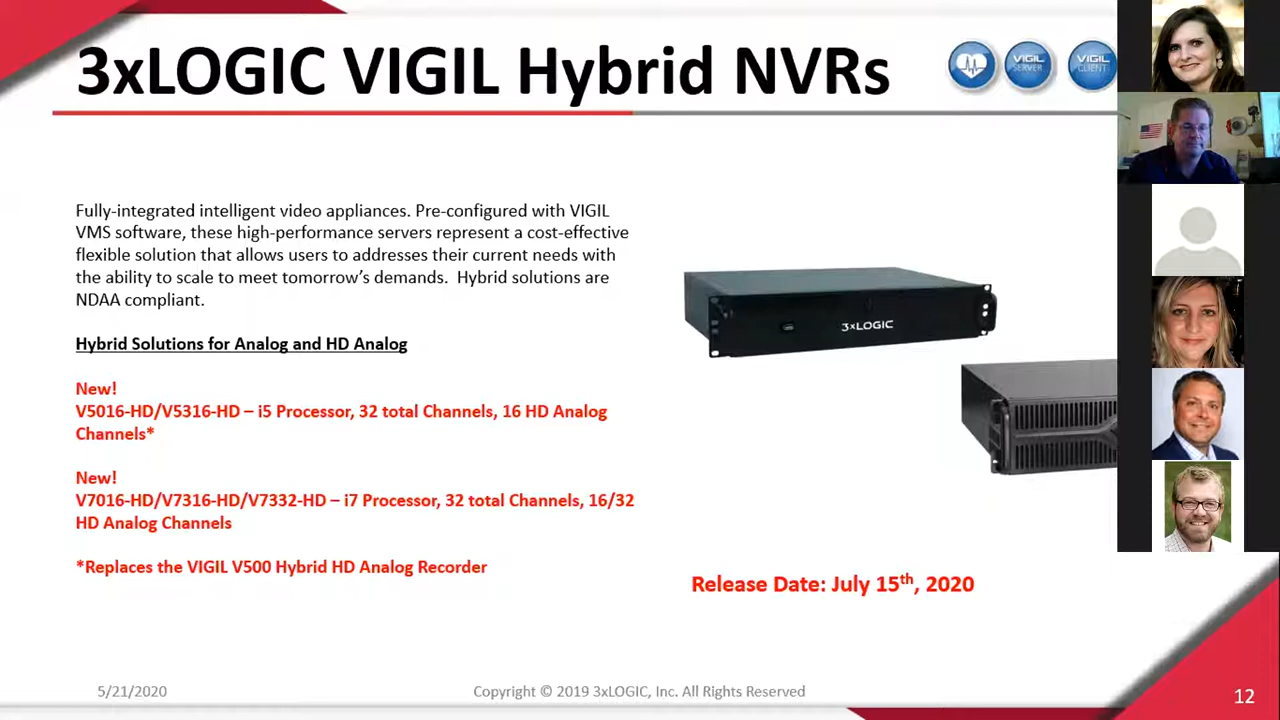 3xLOGIC VIGIL Hybrid NVRs
VIGIL
SERVER
VIGIL
CLIENT
Fully-integrated intelligent video appliances. Pre-configured with VIGIL
VMS software, these high-performance servers represent a cost-effective
flexible solution that allows users to addresses their current needs with
the ability to scale to meet tomorrow’s demands.  Hybrid solutions are
NDAA compliant.
Hybrid Solutions for Analog and HD Analog
New!
V5016-HD/V5316-HD – i5 Processor, 32 total Channels, 16 HD Analog
Channels*
New!
V7016-HD/V7316-HD/V7332-HD – i7 Processor, 32 total Channels, 16/32
HD Analog Channels
*Replaces the VIGIL V500 Hybrid HD Analog Recorder
3xLOGIC
Release Date: July 15th, 2020
5/21/2020
Copyright © 2019 3xLOGIC, Inc. All Rights Reserved
12